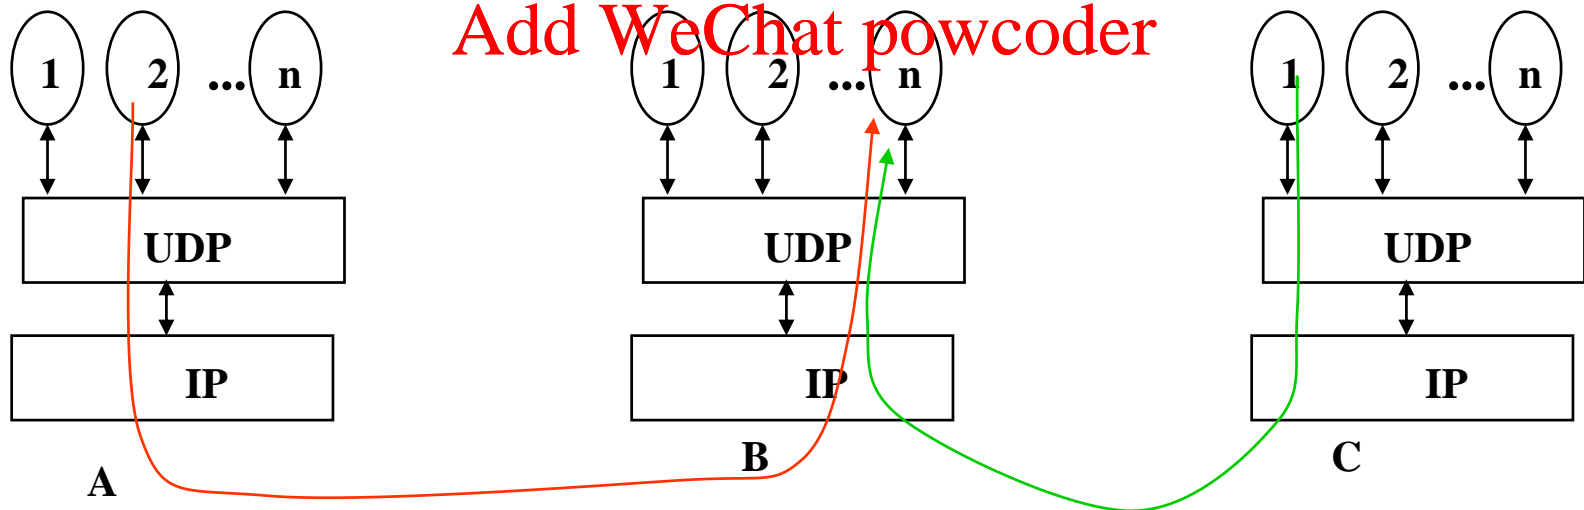 Add WeChat powcoder
1 2 ... n 1 2 ... n 1 2 ... n
UDP UDP UDP
IP IP IP
A B C